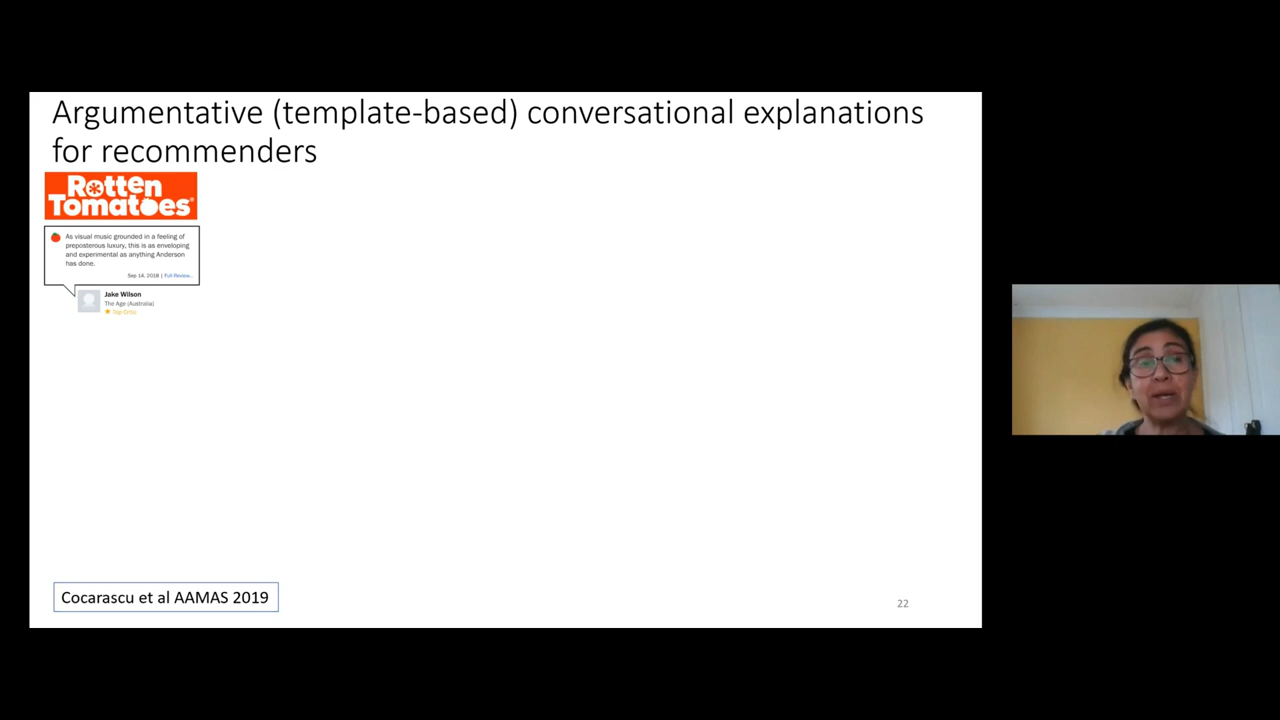 Argumentative (template-based) conversational explanations
for recommenders
Rotten
Tomatoes®
As visual music grounded in a feeling of
preposterous luxury, this is as enveloping
and experimental as anything Anderson
has done.
Sep 14, 2018 | Full Review...
Jake Wilson
The Age (Australia)
Top Critic
Cocarascu et al AAMAS 2019
22